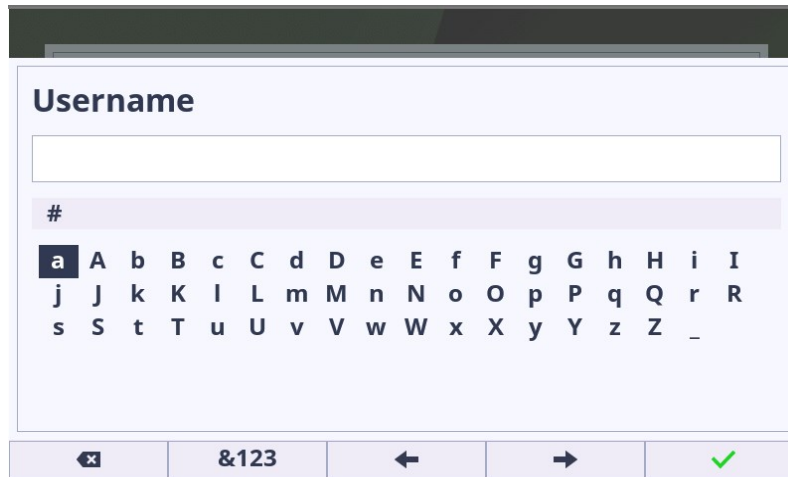 Username
#
a A b B c C d D e E f F g G h H i I
j J k K l L m M n N o O p P q Q r R
s S t T u U v V w W x X y Y z Z _
&123